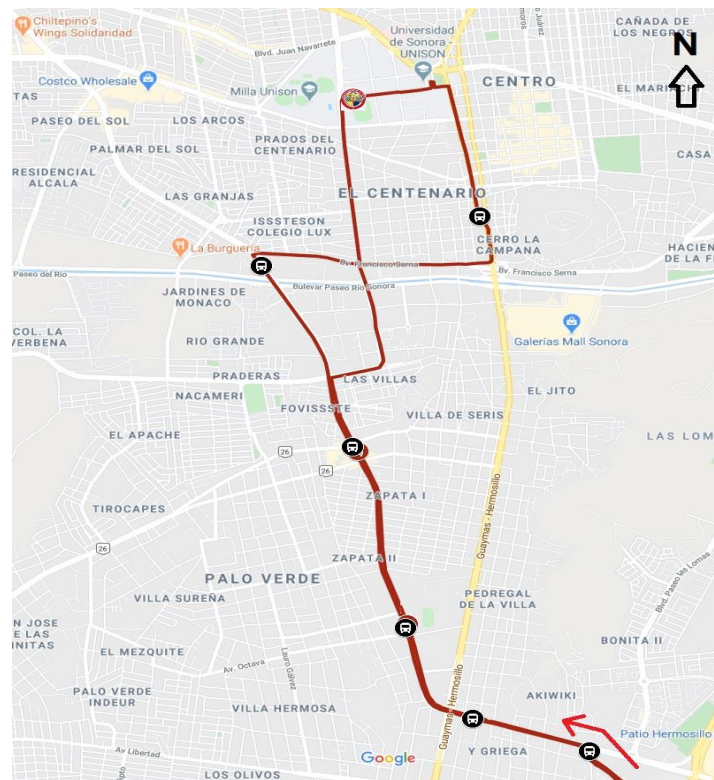 Chiltepino's
Wings Solidaridad
Universidad
de Sonora -
UNISON
CAÑADA
DE LOS NEGROS
N
Blvd. Juan Navarrete
Costco Wholesale
Milla Unison
CENTRO
EL MARIACH
TAS
PASEO DEL SOL
LOS ARCOS
PRADOS DEL
CENTENARIO
PALMAR DEL SOL
CASA
RESIDENCIAL
ALCALA
LAS GRANJAS
EL CENTENARIO
ISSSTESON
COLEGIO LUX
La Burguería
CERRO LA
CAMPANA
HACIEN
DE LA F
Paseo del Rio
Bv. Francisco Serna
Bv. Francisco Serna
Bulevar Paseo Río Sonora
JARDINES DE
MONACO
COL. LA
VERBENA
RIO GRANDE
Galerías Mall Sonora
PRADERAS
LAS VILLAS
NACAMERI
EL JITO
FOVISSSTE
VILLA DE SERIS
EL APACHE
LAS LOM
26
26
ZAPATA I
TIROCAPES
Guaymas - Hermosillo
26
ZAPATA II
PALO VERDE
Blvd. Paseo las Lomas
VILLA SUREÑA
PEDREGAL
DE LA VILLA
N JOSE
E LAS
INITAS
BONITA II
EL MEZQUITE
Av. Octava
Lauro Gálvez
PALO VERDE
INDEUR
VILLA HERMOSA
AKIWIKI
Guaymas - Hermosillo
Patio Hermosillo
Av Libertad
Google
Y GRIEGA
LOS OLIVOS